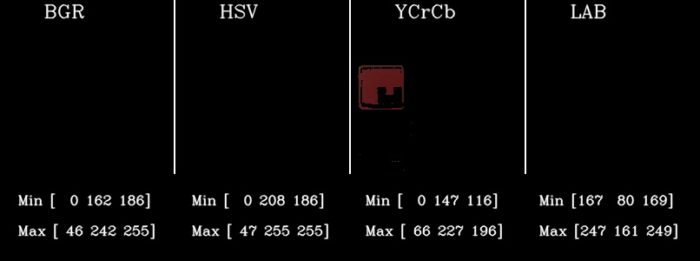 BGR HSV YCrCb LAB
Min [  0 162 186] Min [  0 208 186] Min [  0 147 116] Min [167  80 169]
Max [ 46 242 255] Max [ 47 255 255] Max [ 66 227 196] Max [247 161 249]